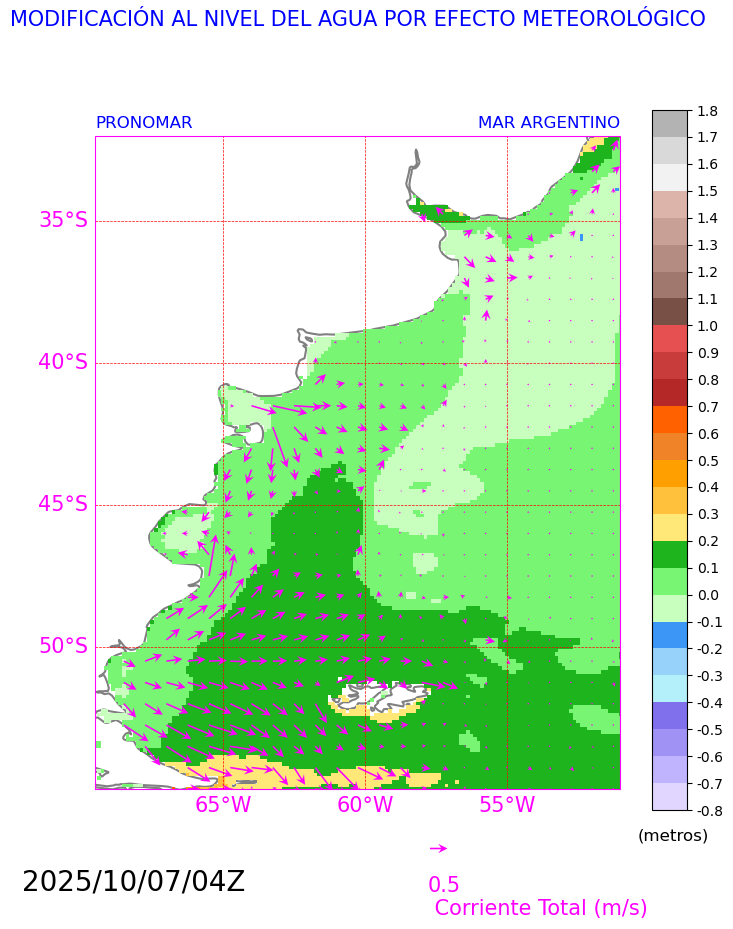 MODIFICACIÓN AL NIVEL DEL AGUA POR EFECTO METEOROLÓGICO
PRONOMAR
MAR ARGENTINO
35°S
40°S
45°S
50°S
65°W
60°W
55°W
1.8
1.7
1.6
1.5
1.4
1.3
1.2
1.1
1.0
0.9
0.8
0.7
0.6
0.5
0.4
0.3
0.2
0.1
0.0
-0.1
-0.2
-0.3
-0.4
-0.5
-0.6
-0.7
-0.8
(metros)
2025/10/07/04Z
0.5
Corriente Total (m/s)